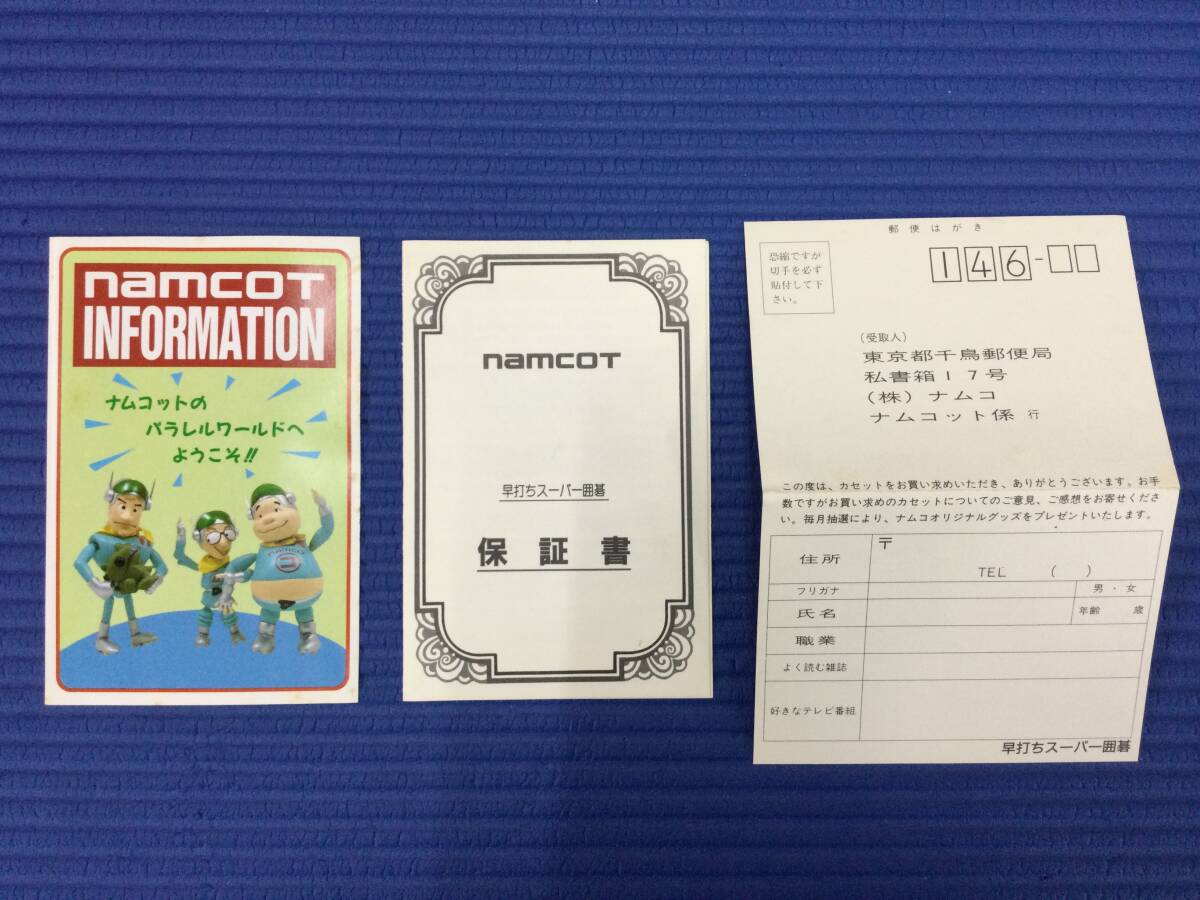 namcoT
INFORMATION
ナムコットの
パラレルワールドへ
ようこそ!!
namcoT
コ
namcoT
早打ちスーパー囲碁
保証書
郵便はがき
恐縮ですが
切手を必ず
貼付して下
さい。
146-
(受取人)
東京都千鳥郵便局
私書箱17号
(株)ナムコ
ナムコット係 行
この度は、カセットをお買い求めいただき、ありがとうございます。お手
数ですがお買い求めのカセットについてのご意見、ご感想をお寄せくださ
い。毎月抽選により、ナムコオリジナルグッズをプレゼントいたします。
住所
〒
TEL ( )
フリガナ
男・女
氏名
年齢 歳
職業
よく読む雑誌
好きなテレビ番組
早打ちスーパー囲碁